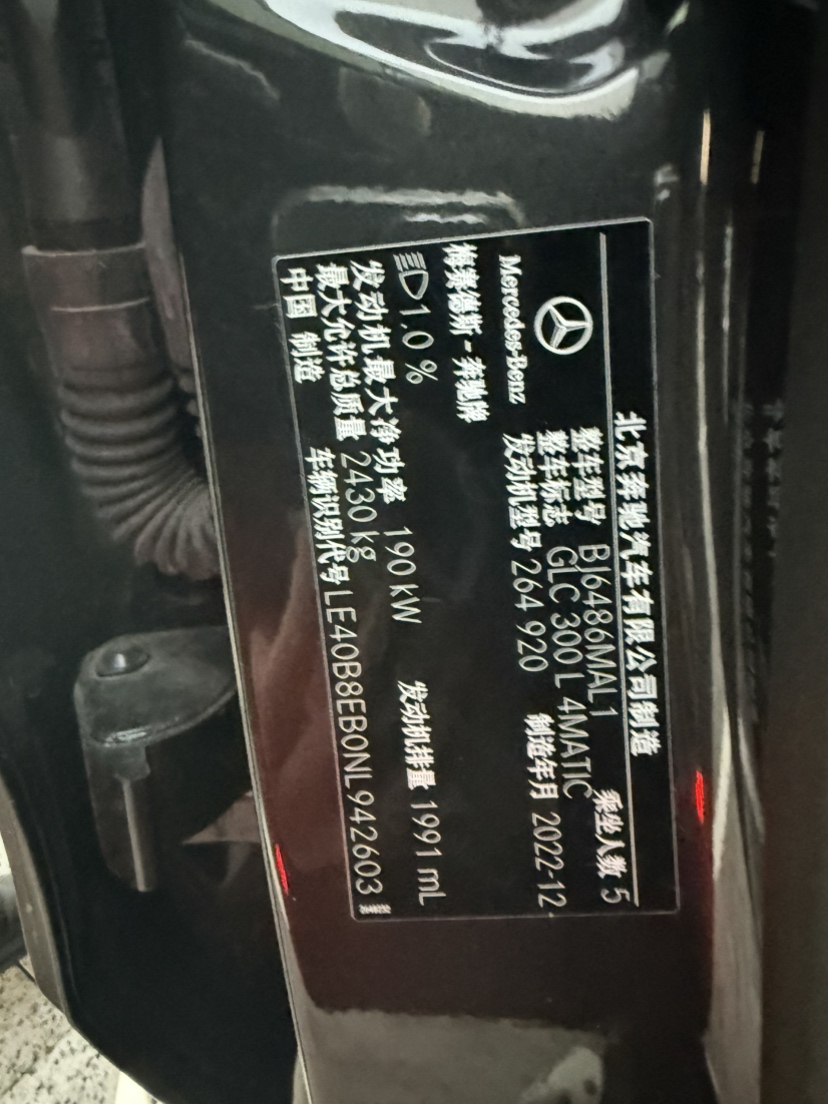 北京奔驰汽车有限公司制造
整车型号 BJ6486MAL1 乘坐人数 5
整车标志 GLC 300 L 4MATIC
发动机型号 264 920 制造年月 2022-12
Mercedes-Benz
梅赛德斯-奔驰牌
1,0 %
发动机最大净功率 190 kW 发动机排量 1991 mL
最大允许总质量 2430 kg
中国 制造 车辆识别代号 LE40B8EB0NL942603